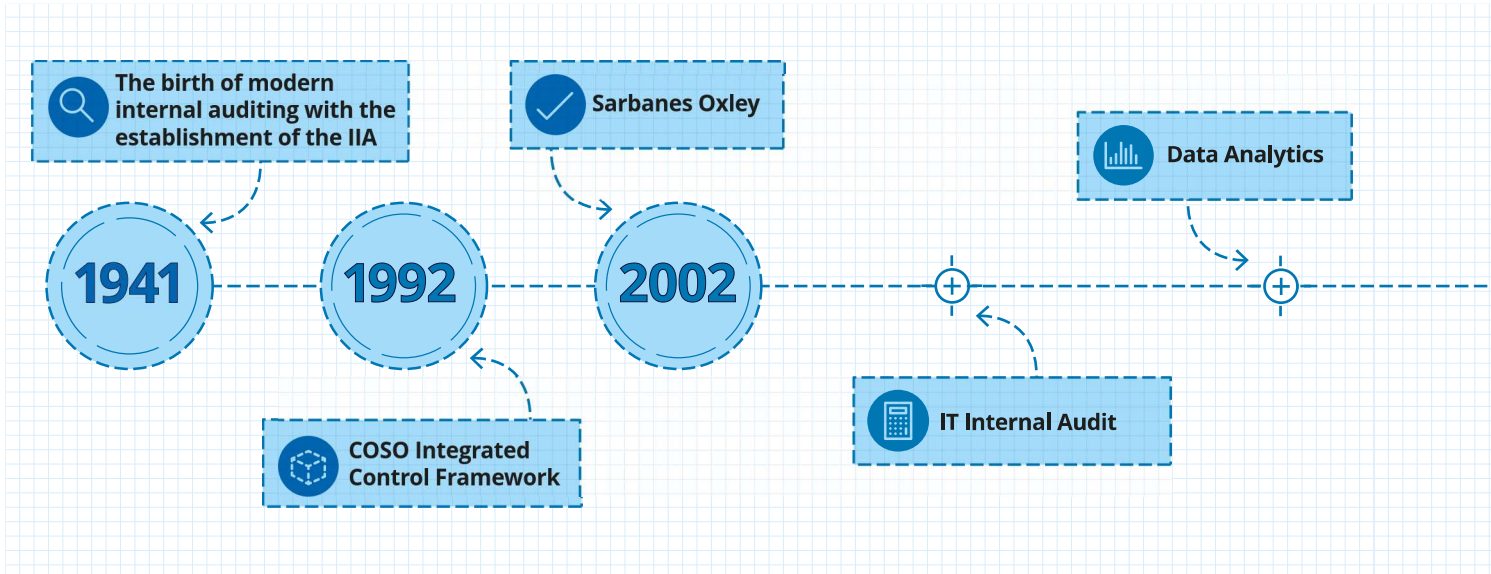 The birth of modern
internal auditing with the
establishment of the IIA
Sarbanes Oxley
Data Analytics
1941
1992
2002
IT Internal Audit
COSO Integrated
Control Framework